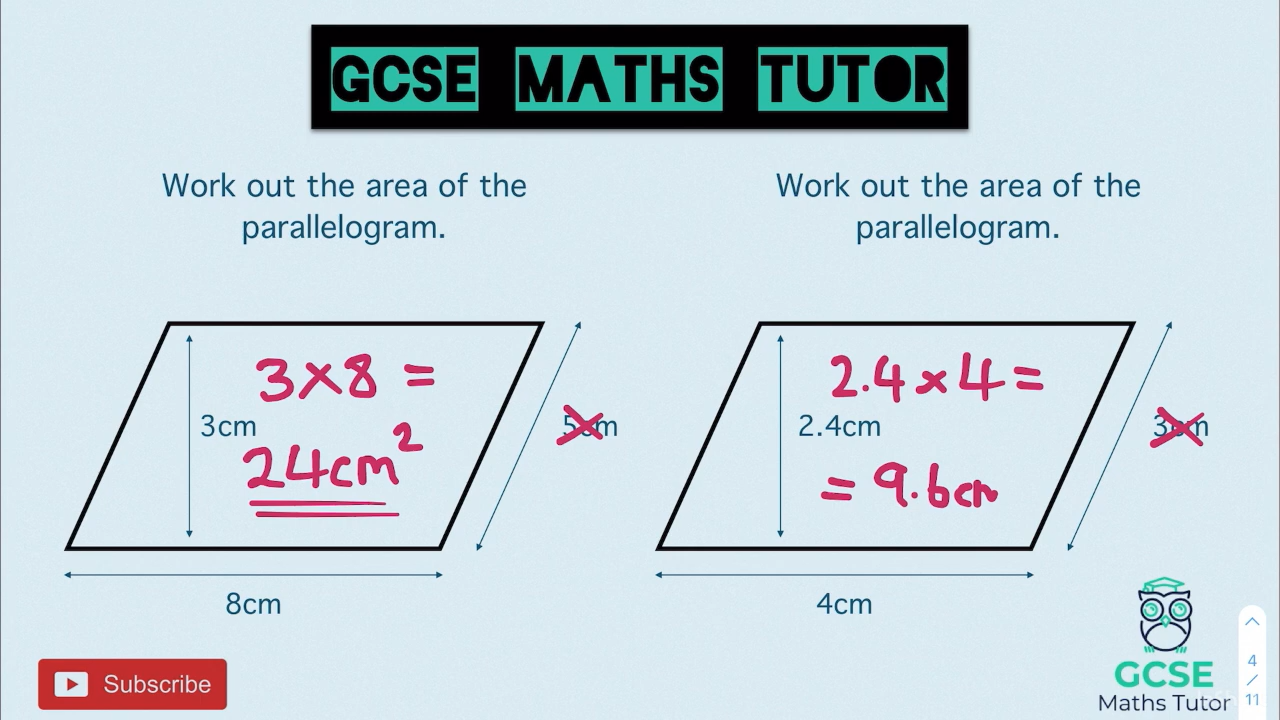 GCSE MATHS TUTOR
Work out the area of the
parallelogram.
3×8 =
3cm
24cm²
8cm
Work out the area of the
parallelogram.
2.4×4=
2.4cm
= 9.6cm
3cm
4cm
Subscribe
GCSE
Maths Tutor
4
/
11